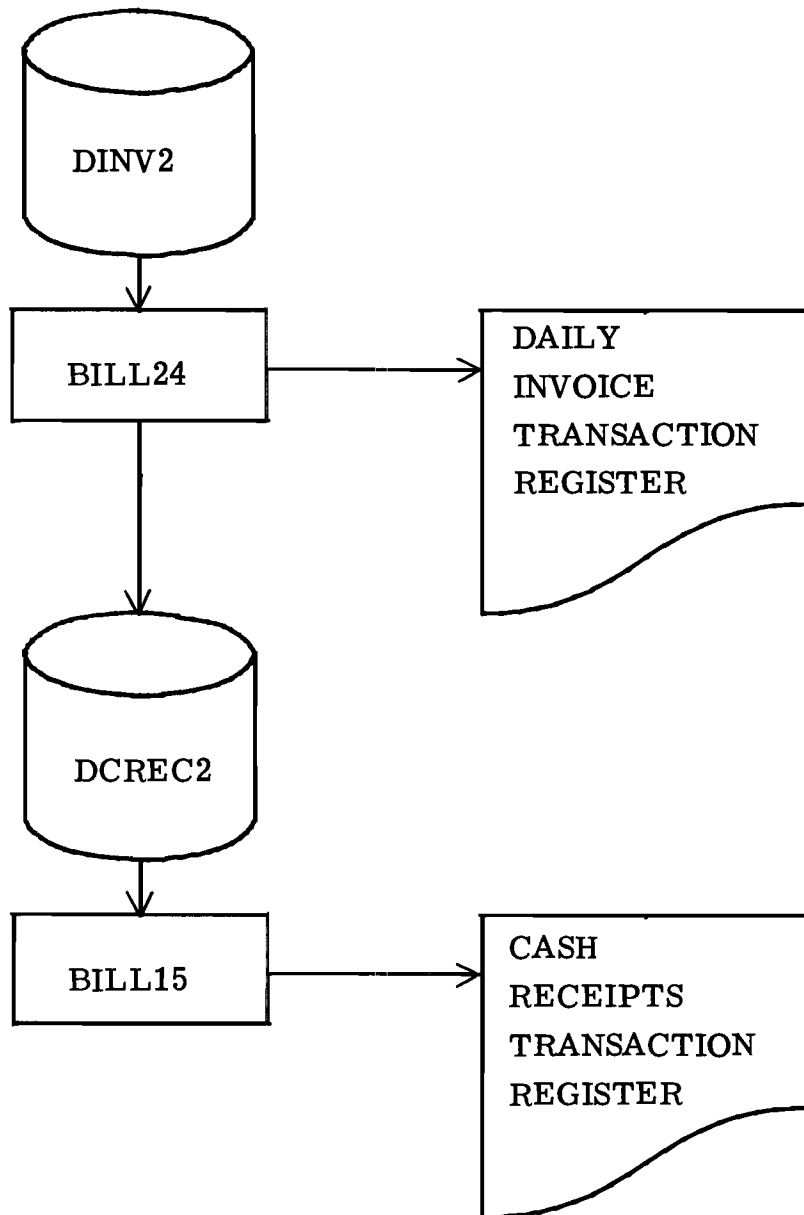 DINV2
BILL24
DAILY
INVOICE
TRANSACTION
REGISTER
DCREC2
BILL15
CASH
RECEIPTS
TRANSACTION
REGISTER